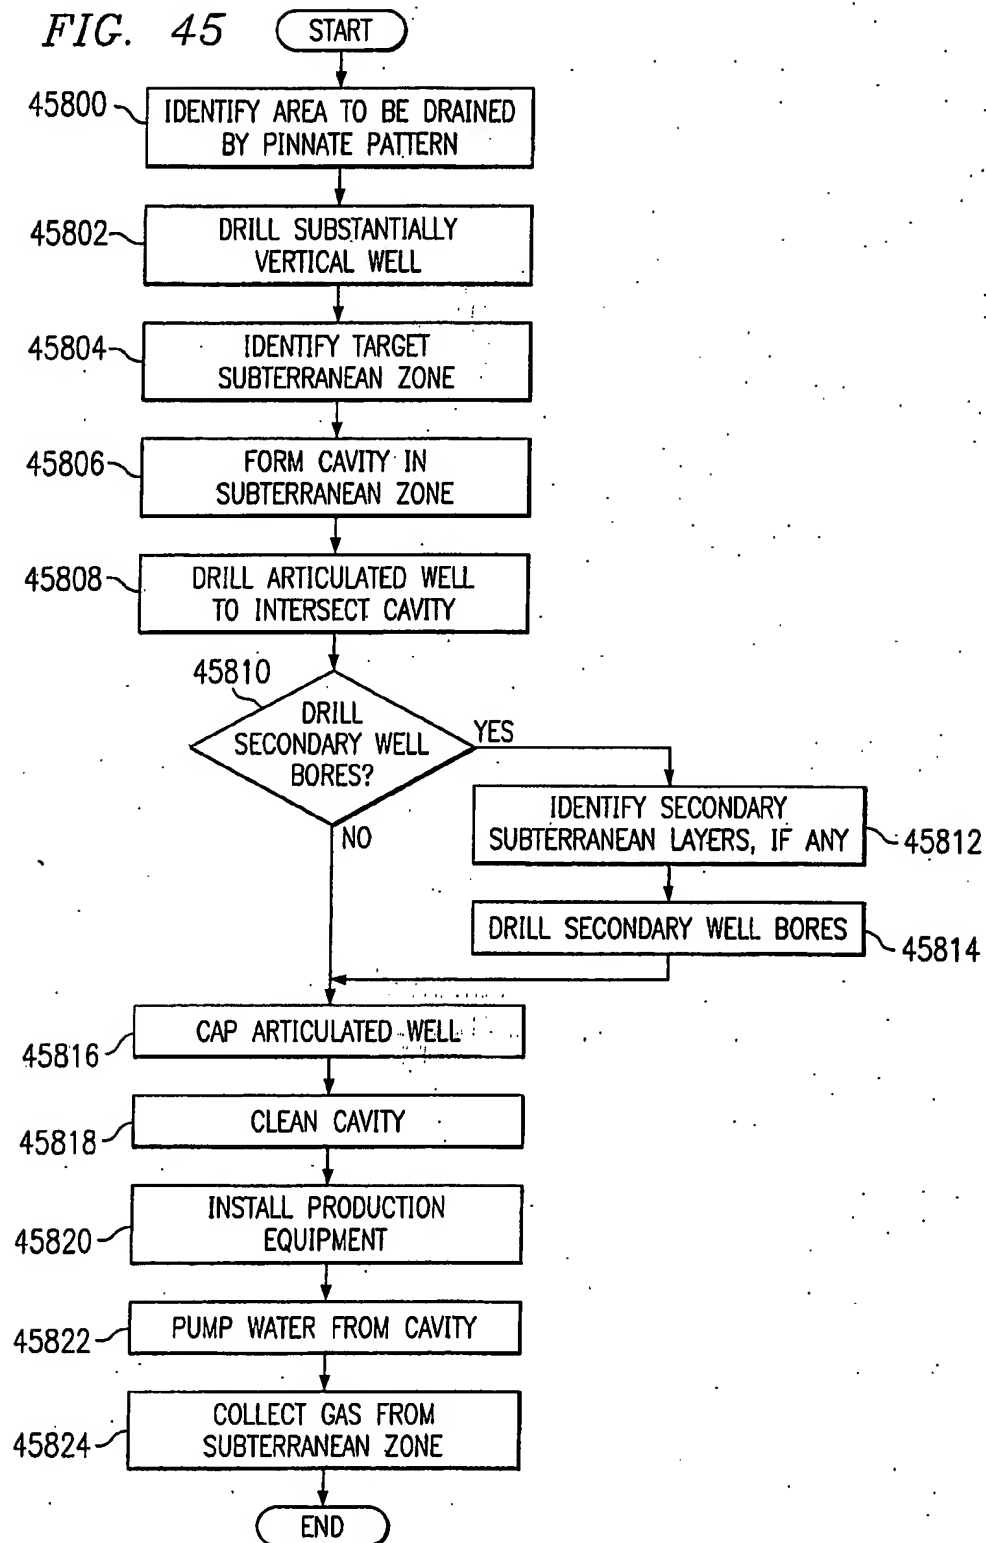 FIG. 45
START
45800
IDENTIFY AREA TO BE DRAINED
BY PINNATE PATTERN
45802
DRILL SUBSTANTIALLY
VERTICAL WELL
45804
IDENTIFY TARGET
SUBTERRANEAN ZONE
45806
FORM CAVITY IN
SUBTERRANEAN ZONE
45808
DRILL ARTICULATED WELL
TO INTERSECT CAVITY
45810
DRILL
SECONDARY WELL
BORES?
YES
NO
IDENTIFY SECONDARY
SUBTERRANEAN LAYERS, IF ANY
45812
DRILL SECONDARY WELL BORES
45814
CAP ARTICULATED WELL
45816
CLEAN CAVITY
45818
INSTALL PRODUCTION
EQUIPMENT
45820
PUMP WATER FROM CAVITY
45822
COLLECT GAS FROM
SUBTERRANEAN ZONE
45824
END